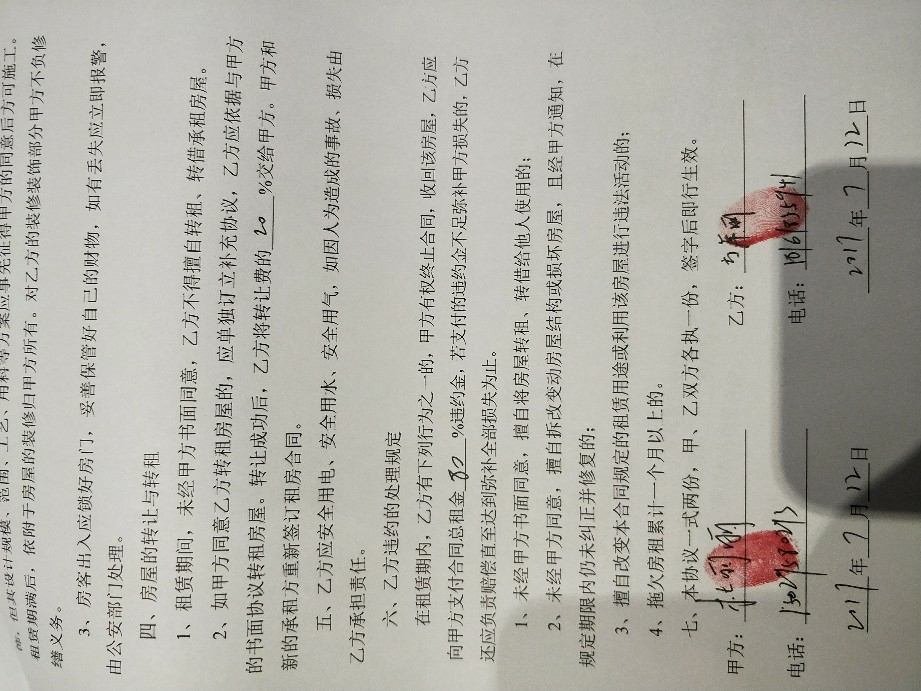 但其设计规模、范围、工艺、用料等方案应事先征得甲方的同意后方可施工。
租赁期满后，依附于房屋的装修归甲方所有。对乙方的装修装饰部分甲方不负修
缮义务。
3、房客出入应锁好房门，妥善保管好自己的财物，如有丢失应立即报警，
由公安部门处理。
四、房屋的转让与转租
1、租赁期间，未经甲方书面同意，乙方不得擅自转租、转借承租房屋。
2、如甲方同意乙方转租房屋的，应单独订立补充协议，乙方应依据与甲方
的书面协议转租房屋。转让成功后，乙方将转让费的 20 %交给甲方。甲方和
新的承租方重新签订租房合同。
五、乙方应安全用电、安全用水、安全用气，如因人为造成的事故、损失由
乙方承担责任。
六、乙方违约的处理规定
在租赁期内，乙方有下列行为之一的，甲方有权终止合同，收回该房屋，乙方应
向甲方支付合同总租金 %违约金，若支付的违约金不足弥补甲方损失的，乙方
还应负责赔偿直至达到弥补全部损失为止。
1、未经甲方书面同意，擅自将房屋转租、转借给他人使用的；
2、未经甲方同意，擅自拆改变动房屋结构或损坏房屋，且经甲方通知，在
规定期限内仍未纠正并修复的；
3、擅自改变本合同规定的租赁用途或利用该房屋进行违法活动的；
4、拖欠房租累计一个月以上的。
七、本协议一式两份，甲、乙双方各执一份，签字后即行生效。
甲方： 乙方：
电话： 电话：
2017 年 7 月 12 日 2017 年 7 月 12 日